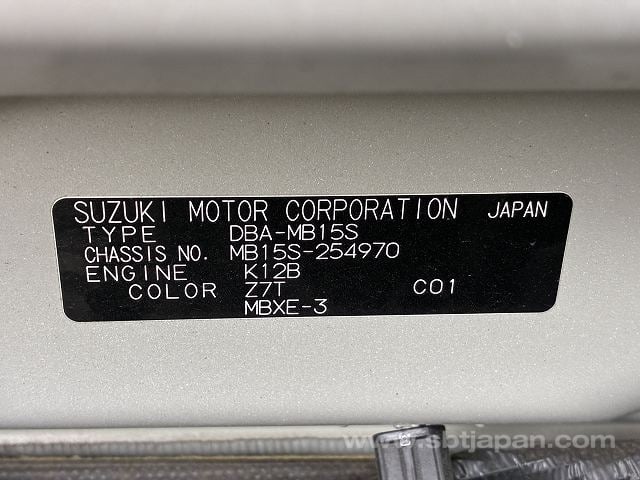 SUZUKI MOTOR CORPORATION JAPAN
TYPE DBA-MB15S
CHASSIS NO. MB15S-254970
ENGINE K12B
COLOR Z7T C01
MBXE-3
www.sbtjapan.com